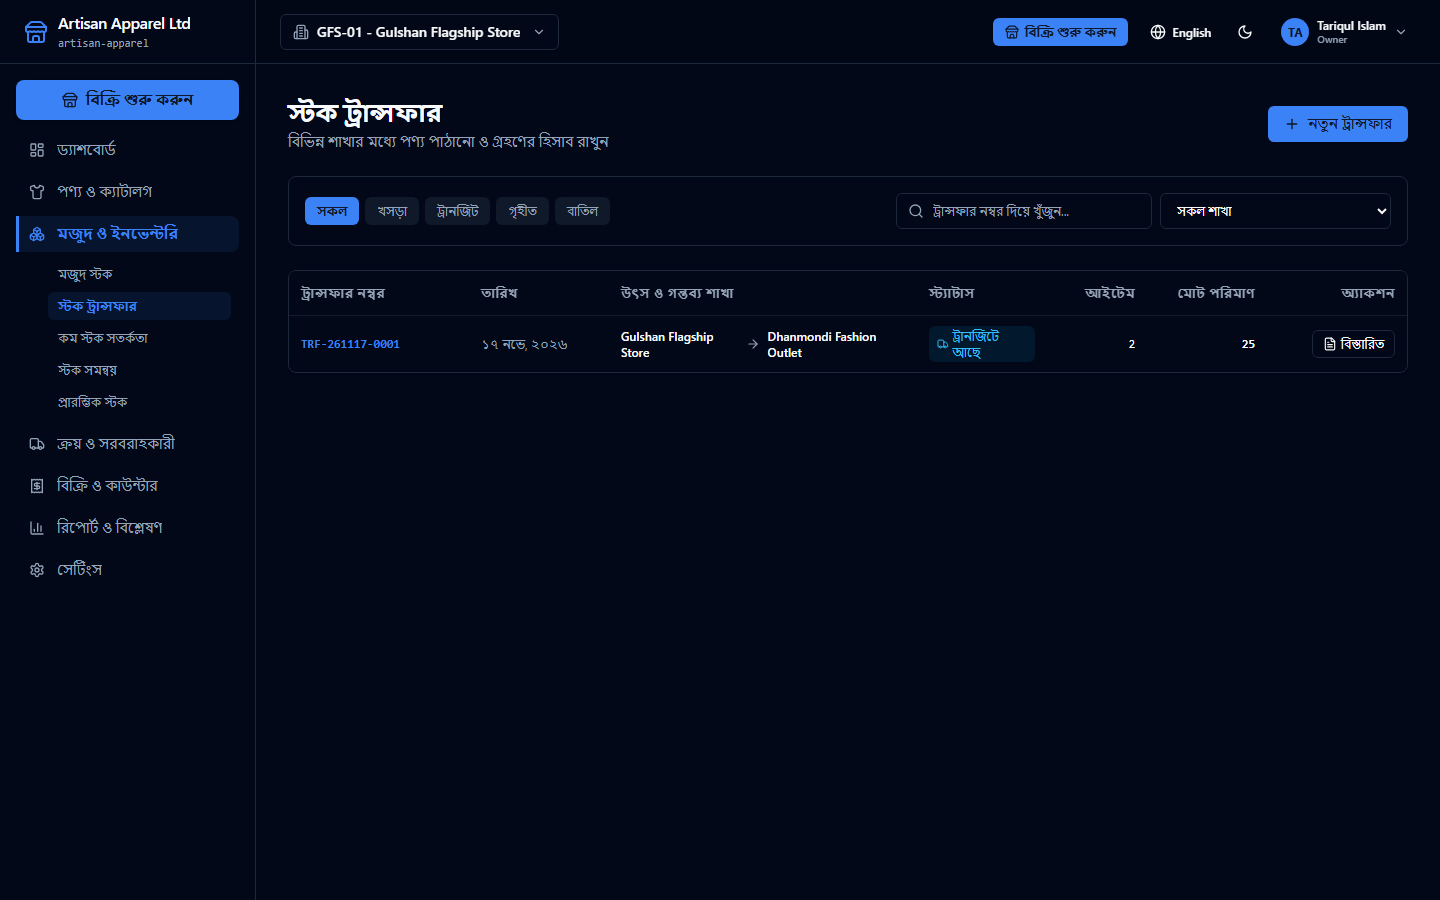 Artisan Apparel Ltd
artisan-apparel
GFS-01 - Gulshan Flagship Store
বিক্রি শুরু করুন
English
TA
Tariqul Islam
Owner
বিক্রি শুরু করুন
ড্যাশবোর্ড
পণ্য ও ক্যাটালগ
মজুদ ও ইনভেন্টরি
মজুদ স্টক
স্টক ট্রান্সফার
কম স্টক সতর্কতা
স্টক সমন্বয়
প্রারম্ভিক স্টক
ক্রয় ও সরবরাহকারী
বিক্রি ও কাউন্টার
রিপোর্ট ও বিশ্লেষণ
সেটিংস
স্টক ট্রান্সফার
বিভিন্ন শাখার মধ্যে পণ্য পাঠানো ও গ্রহণের হিসাব রাখুন
নতুন ট্রান্সফার
সকল খসড়া ট্রানজিট গৃহীত বাতিল
ট্রান্সফার নম্বর দিয়ে খুঁজুন...
সকল শাখা
ট্রান্সফার নম্বর তারিখ উৎস ও গন্তব্য শাখা স্ট্যাটাস আইটেম মোট পরিমাণ অ্যাকশন
TRF-261117-0001
১৭ নভে, ২০২৬
Gulshan Flagship
Store
→
Dhanmondi Fashion
Outlet
ট্রানজিটে
আছে
2
25
বিস্তারিত